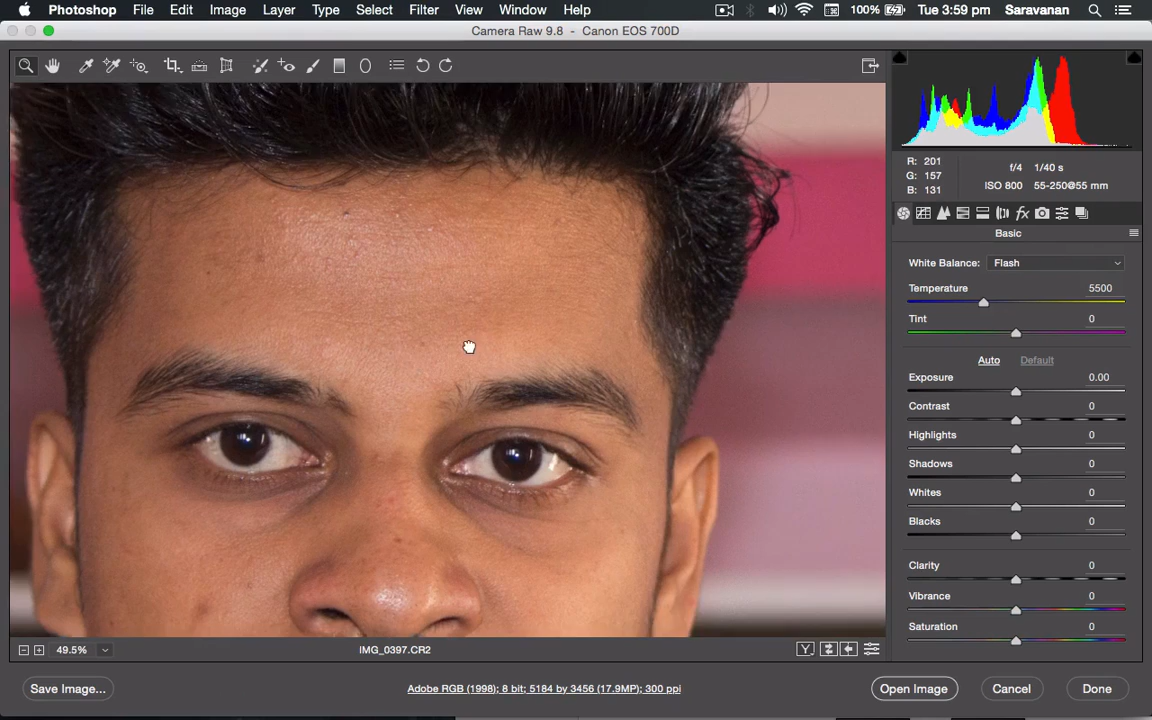 Photoshop File Edit Image Layer Type Select Filter View Window Help 100% Tue 3:59 pm Saravanan
Camera Raw 9.8 - Canon EOS 700D
R: 201
G: 157
B: 131
f/4 1/40 s
ISO 800 55-250@55 mm
fx
Basic
White Balance: Flash
Temperature 5500
Tint 0
Auto Default
Exposure 0.00
Contrast 0
Highlights 0
Shadows 0
Whites 0
Blacks 0
Clarity 0
Vibrance 0
Saturation 0
49.5% IMG_0397.CR2 Y
Save Image... Adobe RGB (1998); 8 bit; 5184 by 3456 (17.9MP); 300 ppi Open Image Cancel Done